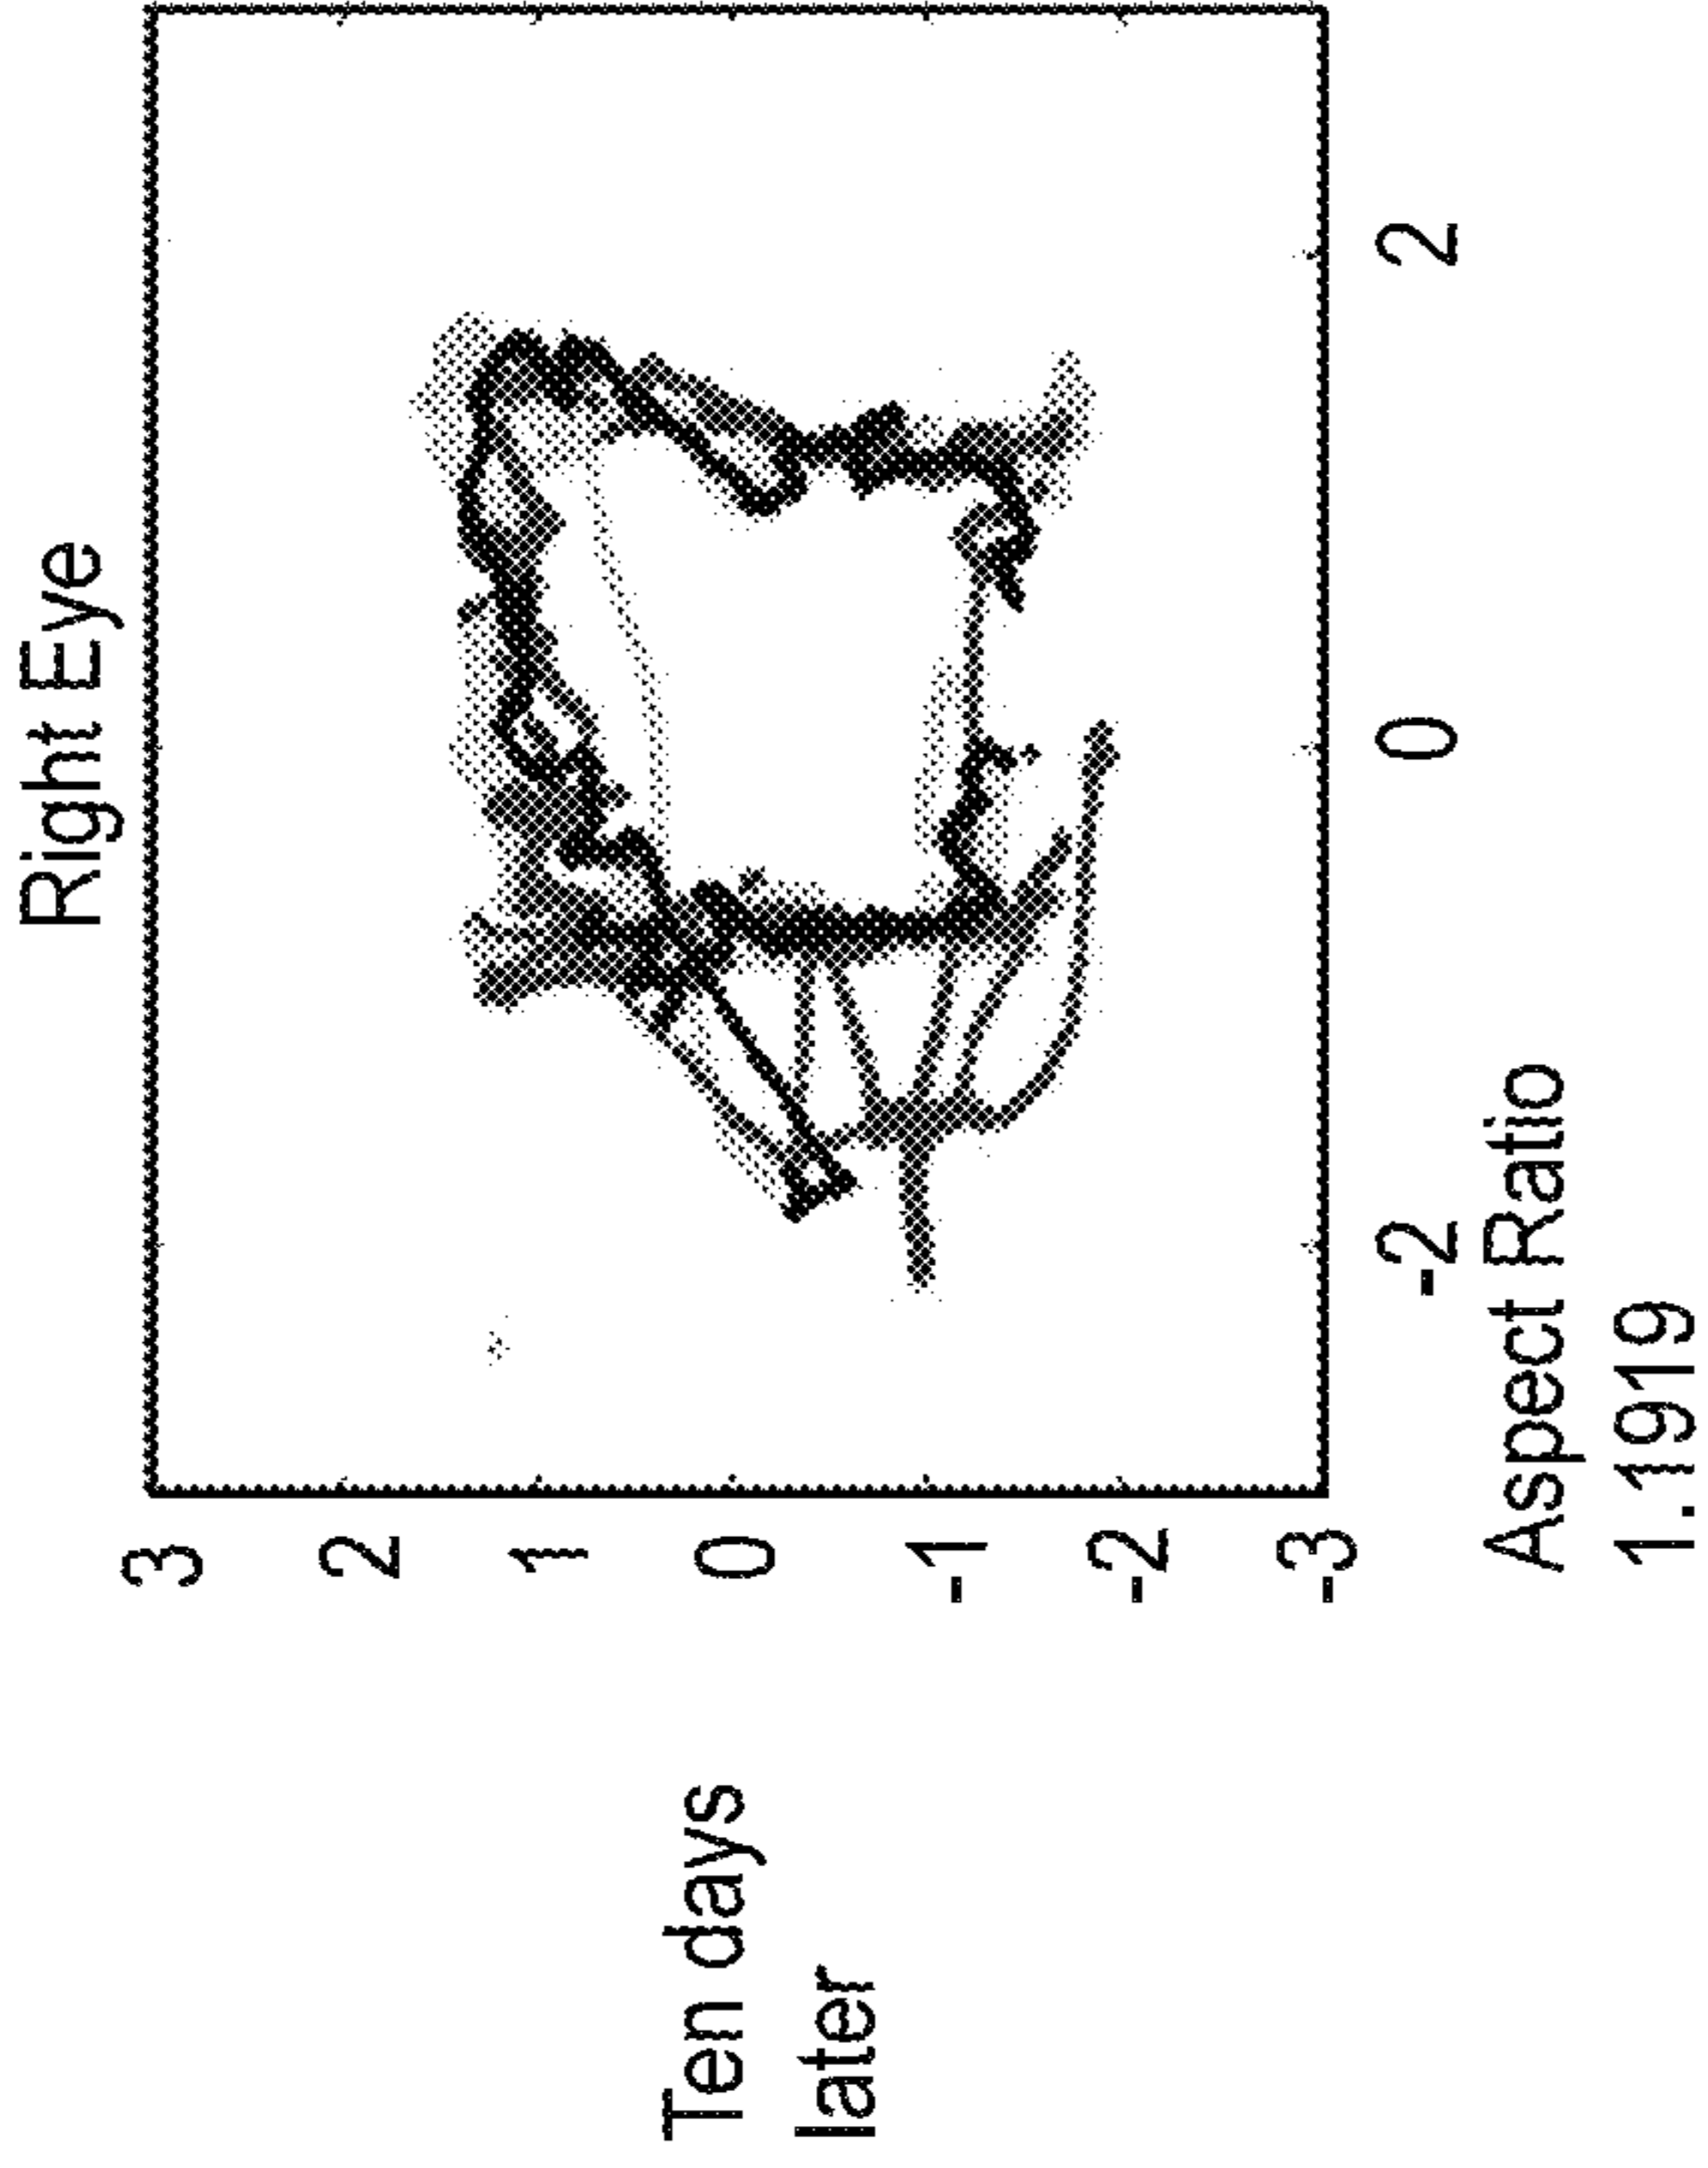 Right Eye
Ten days
later
3
2
1
0
-1
-2
-3
-2
0
2
Aspect Ratio
1.1919